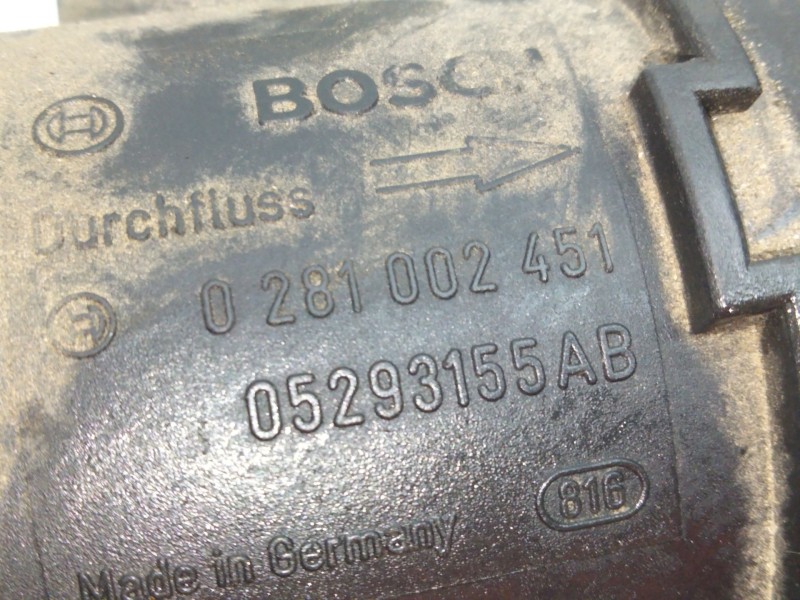 BOSCH
Durchfluss
0 281 002 451
05293155AB
816
Made in Germany